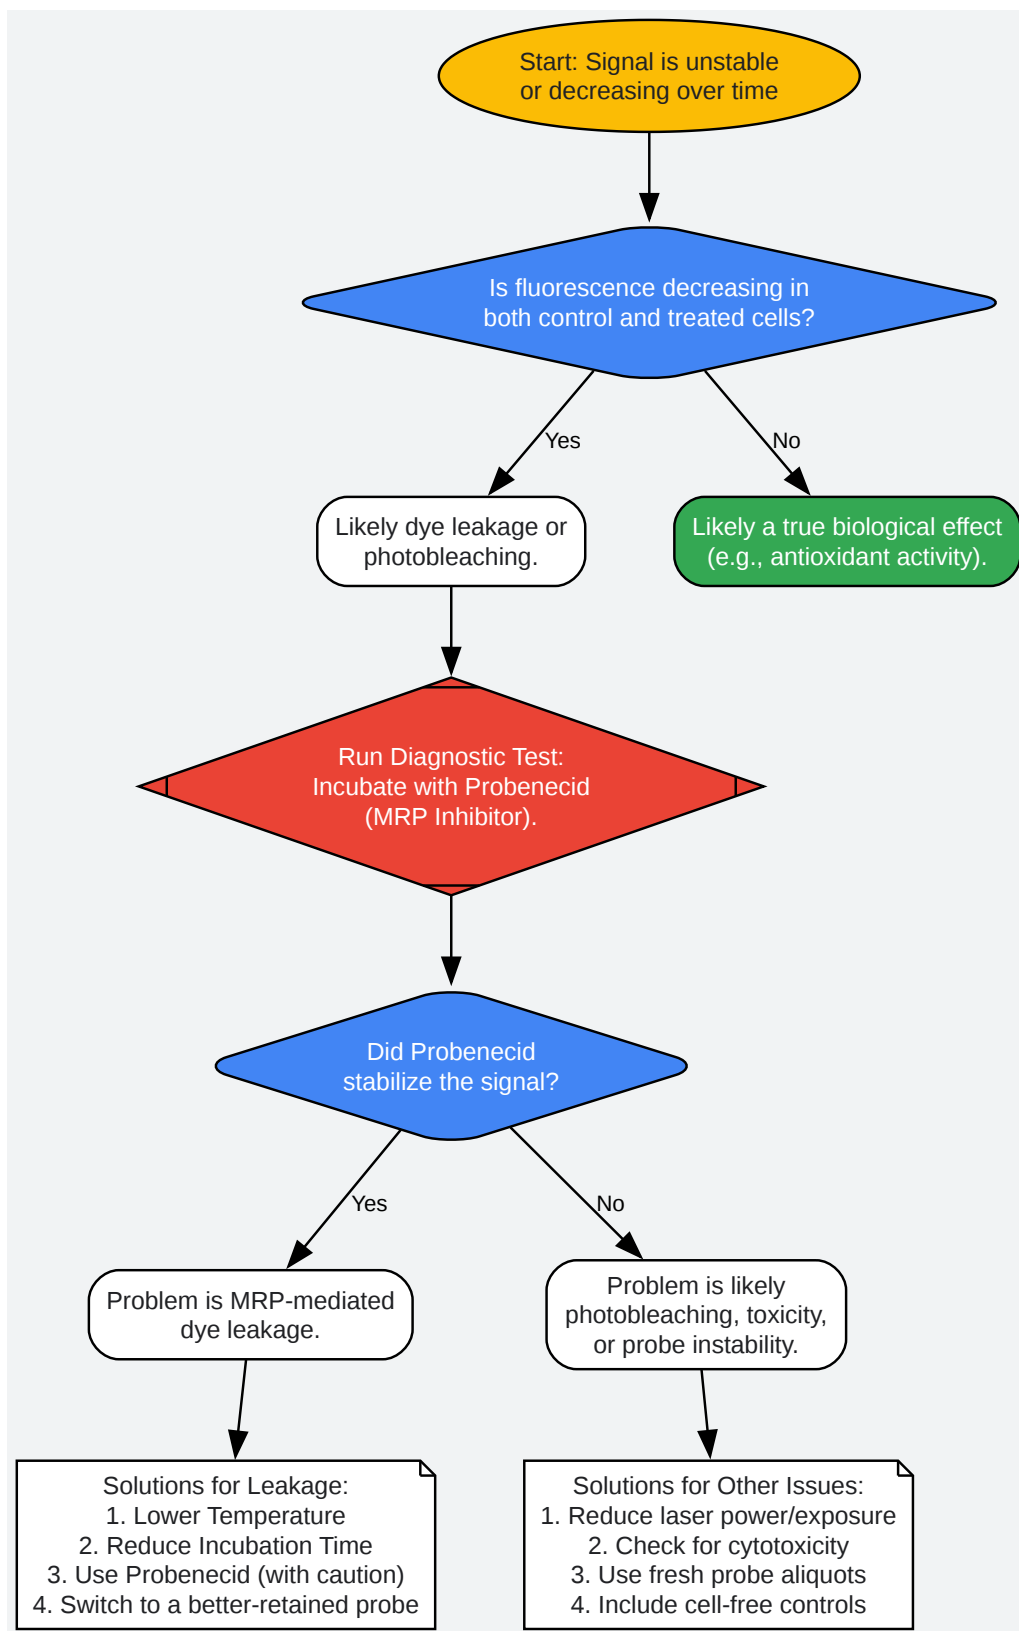 Start: Signal is unstable
or decreasing over time
Is fluorescence decreasing in
both control and treated cells?
Yes
No
Likely dye leakage or
photobleaching.
Likely a true biological effect
(e.g., antioxidant activity).
Run Diagnostic Test:
Incubate with Probenecid
(MRP Inhibitor).
Did Probenecid
stabilize the signal?
Yes
No
Problem is MRP-mediated
dye leakage.
Problem is likely
photobleaching, toxicity,
or probe instability.
Solutions for Leakage:
1. Lower Temperature
2. Reduce Incubation Time
3. Use Probenecid (with caution)
4. Switch to a better-retained probe
Solutions for Other Issues:
1. Reduce laser power/exposure
2. Check for cytotoxicity
3. Use fresh probe aliquots
4. Include cell-free controls